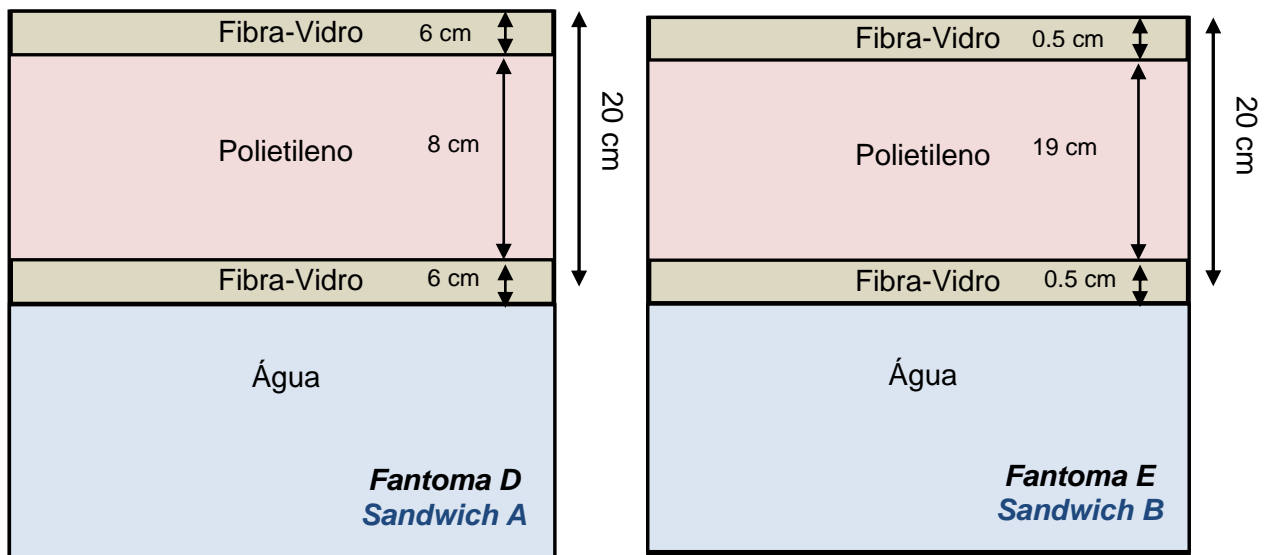 Fibra-Vidro 6 cm
Polietileno 8 cm
Fibra-Vidro 6 cm
20 cm
Água
Fantoma D
Sandwich A
Fibra-Vidro 0.5 cm
Polietileno 19 cm
Fibra-Vidro 0.5 cm
20 cm
Água
Fantoma E
Sandwich B